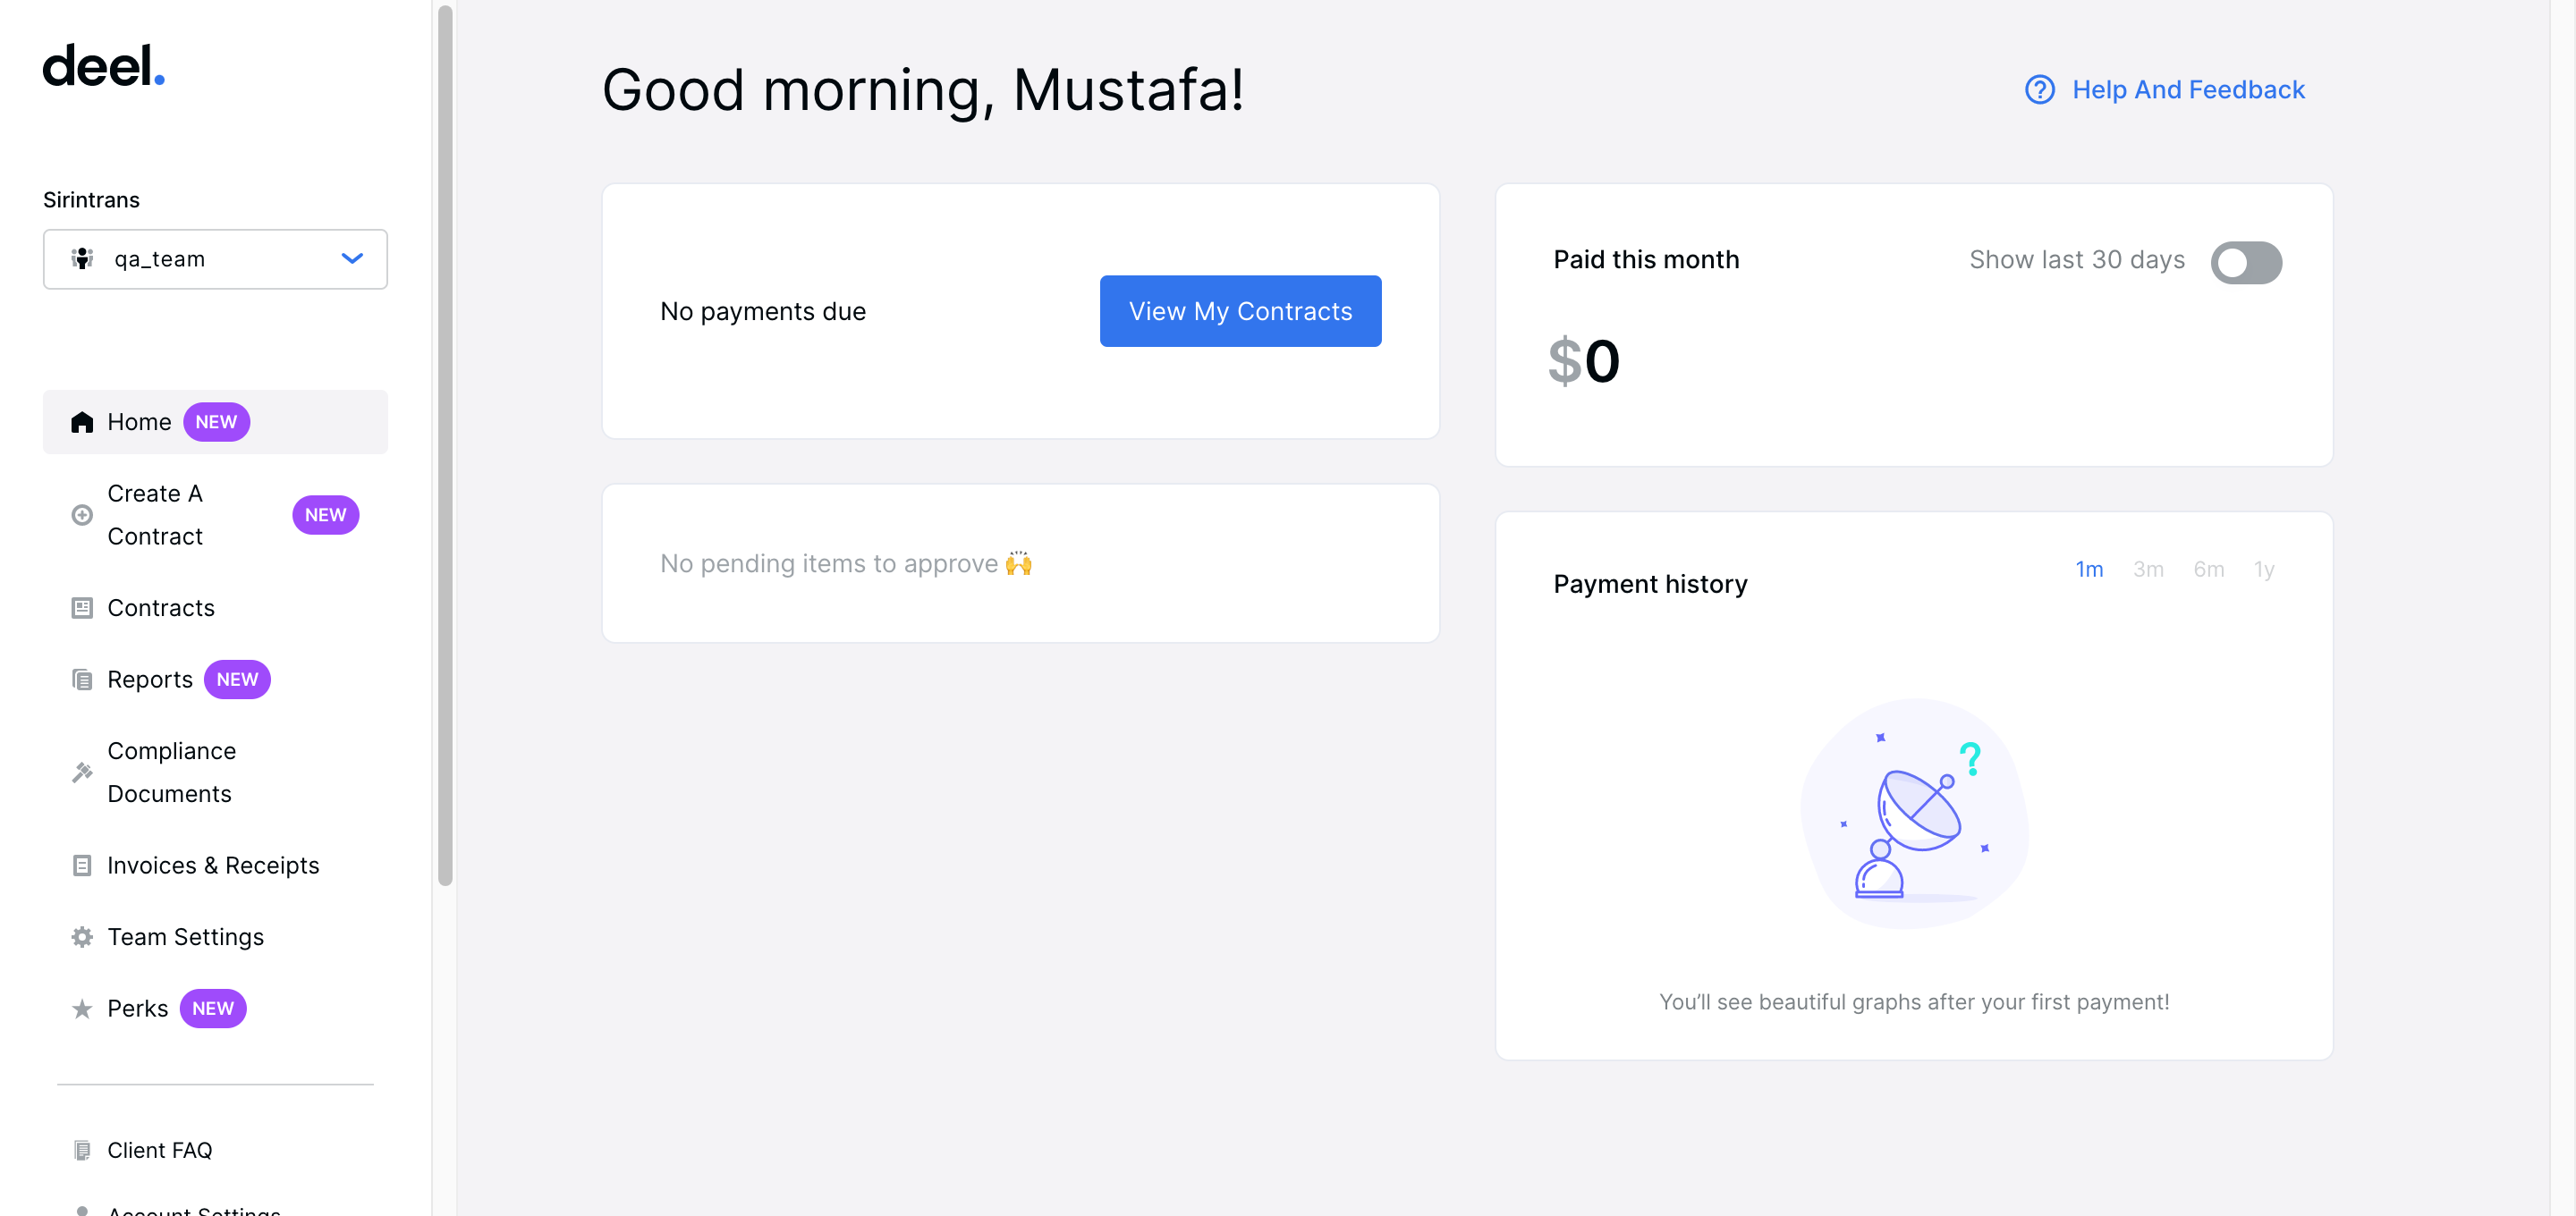 deel.
Sirintrans
qa_team
Home NEW
Create A
Contract
NEW
Contracts
Reports NEW
Compliance
Documents
Invoices & Receipts
Team Settings
Perks NEW
Client FAQ
Account Settings
Good morning, Mustafa!
Help And Feedback
No payments due
View My Contracts
No pending items to approve 🙌
Paid this month
Show last 30 days
$0
Payment history
1m 3m 6m 1y
?
You’ll see beautiful graphs after your first payment!